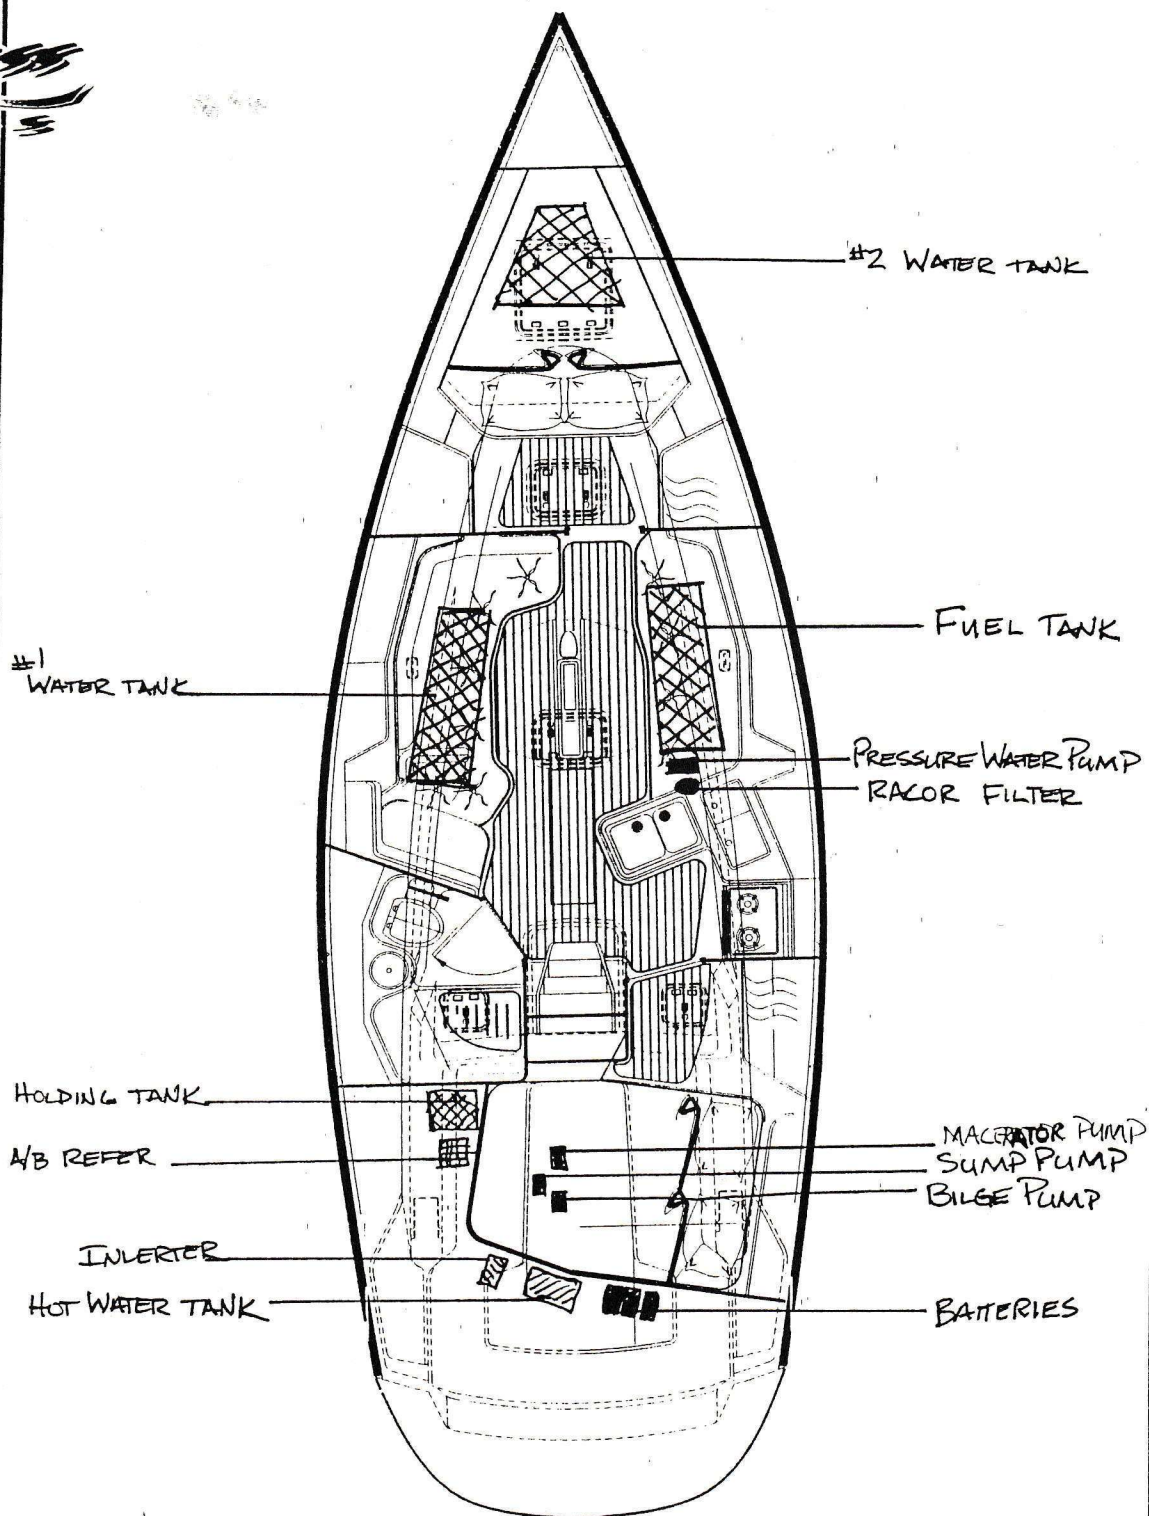 #2 WATER TANK
FUEL TANK
#1
WATER TANK
PRESSURE WATER PUMP
RACOR FILTER
HOLDING TANK
A/B REFER
MACERATOR PUMP
SUMP PUMP
BILGE PUMP
INVERTER
HOT WATER TANK
BATTERIES